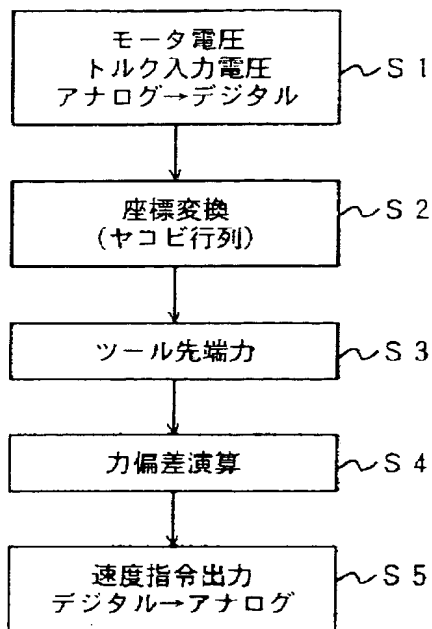 モータ電圧
トルク入力電圧
アナログ→デジタル
S1
座標変換
(ヤコビ行列)
S2
ツール先端力
S3
力偏差演算
S4
速度指令出力
デジタル→アナログ
S5